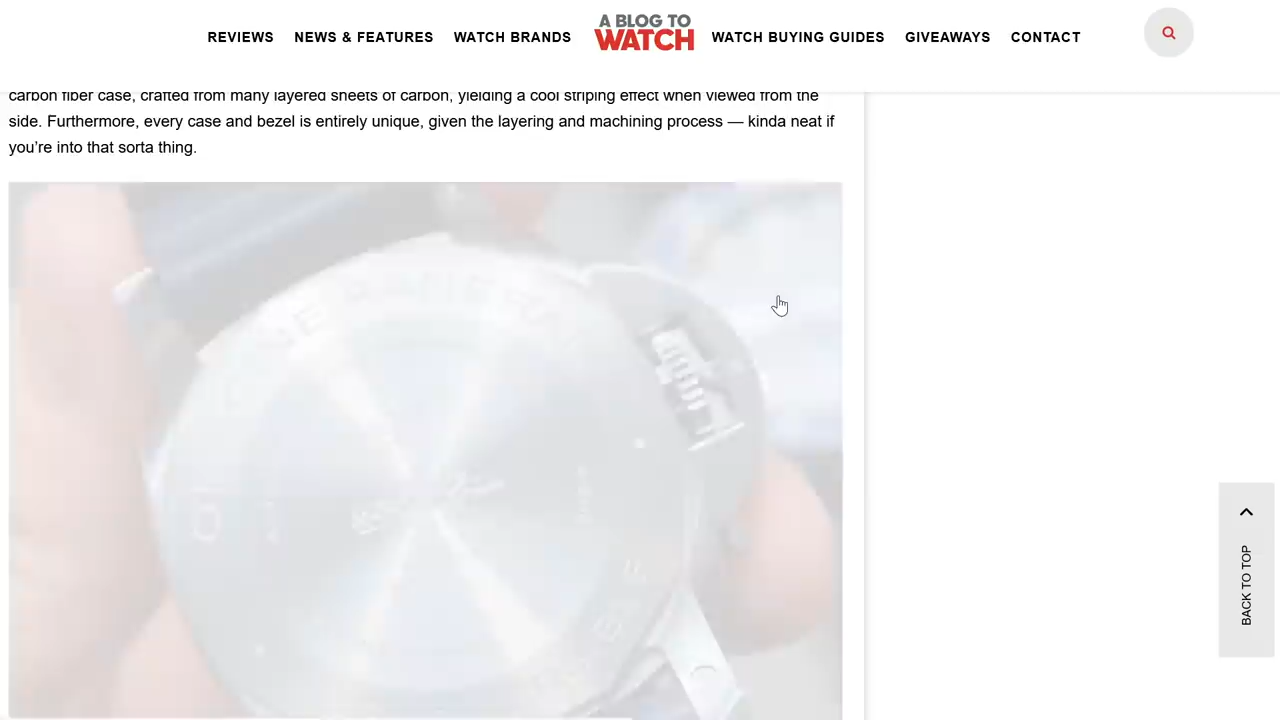 REVIEWS NEWS & FEATURES WATCH BRANDS A BLOG TO WATCH WATCH BUYING GUIDES GIVEAWAYS CONTACT
carbon fiber case, crafted from many layered sheets of carbon, yielding a cool striping effect when viewed from the
side. Furthermore, every case and bezel is entirely unique, given the layering and machining process — kinda neat if
you’re into that sorta thing.
BACK TO TOP